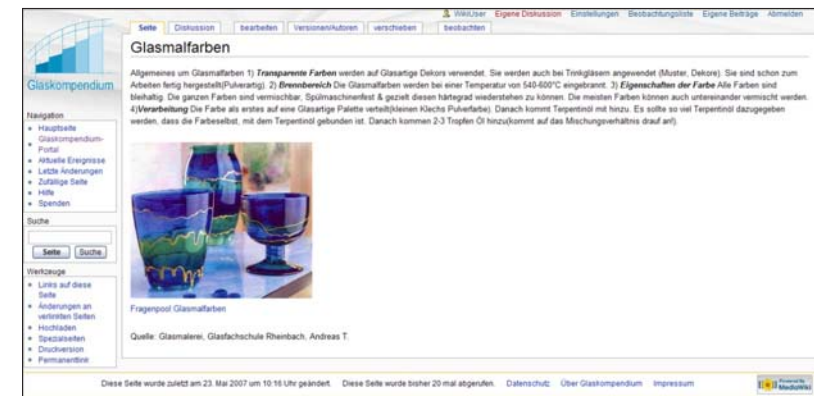 WikiUser Eigene Diskussion Einstellungen Beobachtungsliste Eigene Beiträge Abmelden
Seite Diskussion bearbeiten Versionen/Autoren verschieben beobachten
Glaskompendium
Glasmalfarben
Allgemeines um Glasmalfarben 1) Transparente Farben werden auf Glasartige Dekors verwendet. Sie werden auch bei Trinkgläsern angewendet (Muster, Dekore). Sie sind schon zum
Arbeiten fertig hergestellt(Pulverartig). 2) Brennbereich Die Glasmalfarben werden bei einer Temperatur von 540-600°C eingebrannt. 3) Eigenschaften der Farbe Alle Farben sind
bleihaltig. Die ganzen Farben sind vermischbar, Spülmaschinenfest & gezielt diesen härtegrad wiederstehen zu können. Die meisten Farben können auch untereinander vermischt werden.
4)Verarbeitung Die Farbe als erstes auf eine Glasartige Palette verteilt(kleinen Klechs Pulverfarbe). Danach kommt Terpentinöl mit hinzu. Es sollte so viel Terpentinöl dazugegeben
werden, dass die Farbeselbst, mit dem Terpentinöl gebunden ist. Danach kommen 2-3 Tropfen Öl hinzu(kommt auf das Mischungsverhältnis drauf an!).
Navigation
Hauptseite
Glaskompendium-
Portal
Aktuelle Ereignisse
Letzte Änderungen
Zufällige Seite
Hilfe
Spenden
Suche
Seite Suche
Werkzeuge
Links auf diese
Seite
Änderungen an
verlinkten Seiten
Hochladen
Spezialseiten
Druckversion
Permanentlink
Fragenpool Glasmalfarben
Quelle: Glasmalerei, Glasfachschule Rheinbach, Andreas T.
Diese Seite wurde zuletzt am 23. Mai 2007 um 10:16 Uhr geändert. Diese Seite wurde bisher 20 mal abgerufen. Datenschutz Über Glaskompendium Impressum
Powered By
MediaWiki